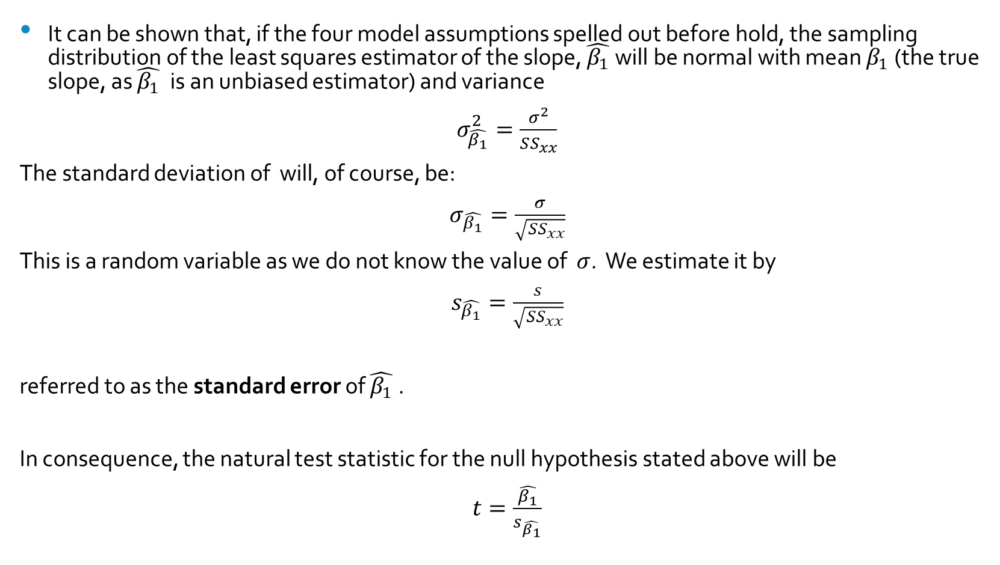 • It can be shown that, if the four model assumptions spelled out before hold, the sampling
distribution of the least squares estimator of the slope, $\widehat{\beta_1}$ will be normal with mean $\beta_1$ (the true
slope, as $\widehat{\beta_1}$ is an unbiased estimator) and variance
$\sigma^2_{\widehat{\beta_1}} = \frac{\sigma^2}{SS_{xx}}$
The standard deviation of will, of course, be:
$\sigma_{\widehat{\beta_1}} = \frac{\sigma}{\sqrt{SS_{xx}}}$
This is a random variable as we do not know the value of $\sigma$. We estimate it by
$s_{\widehat{\beta_1}} = \frac{s}{\sqrt{SS_{xx}}}$
referred to as the standard error of $\widehat{\beta_1}$ .
In consequence, the natural test statistic for the null hypothesis stated above will be
$t = \frac{\widehat{\beta_1}}{s_{\widehat{\beta_1}}}$